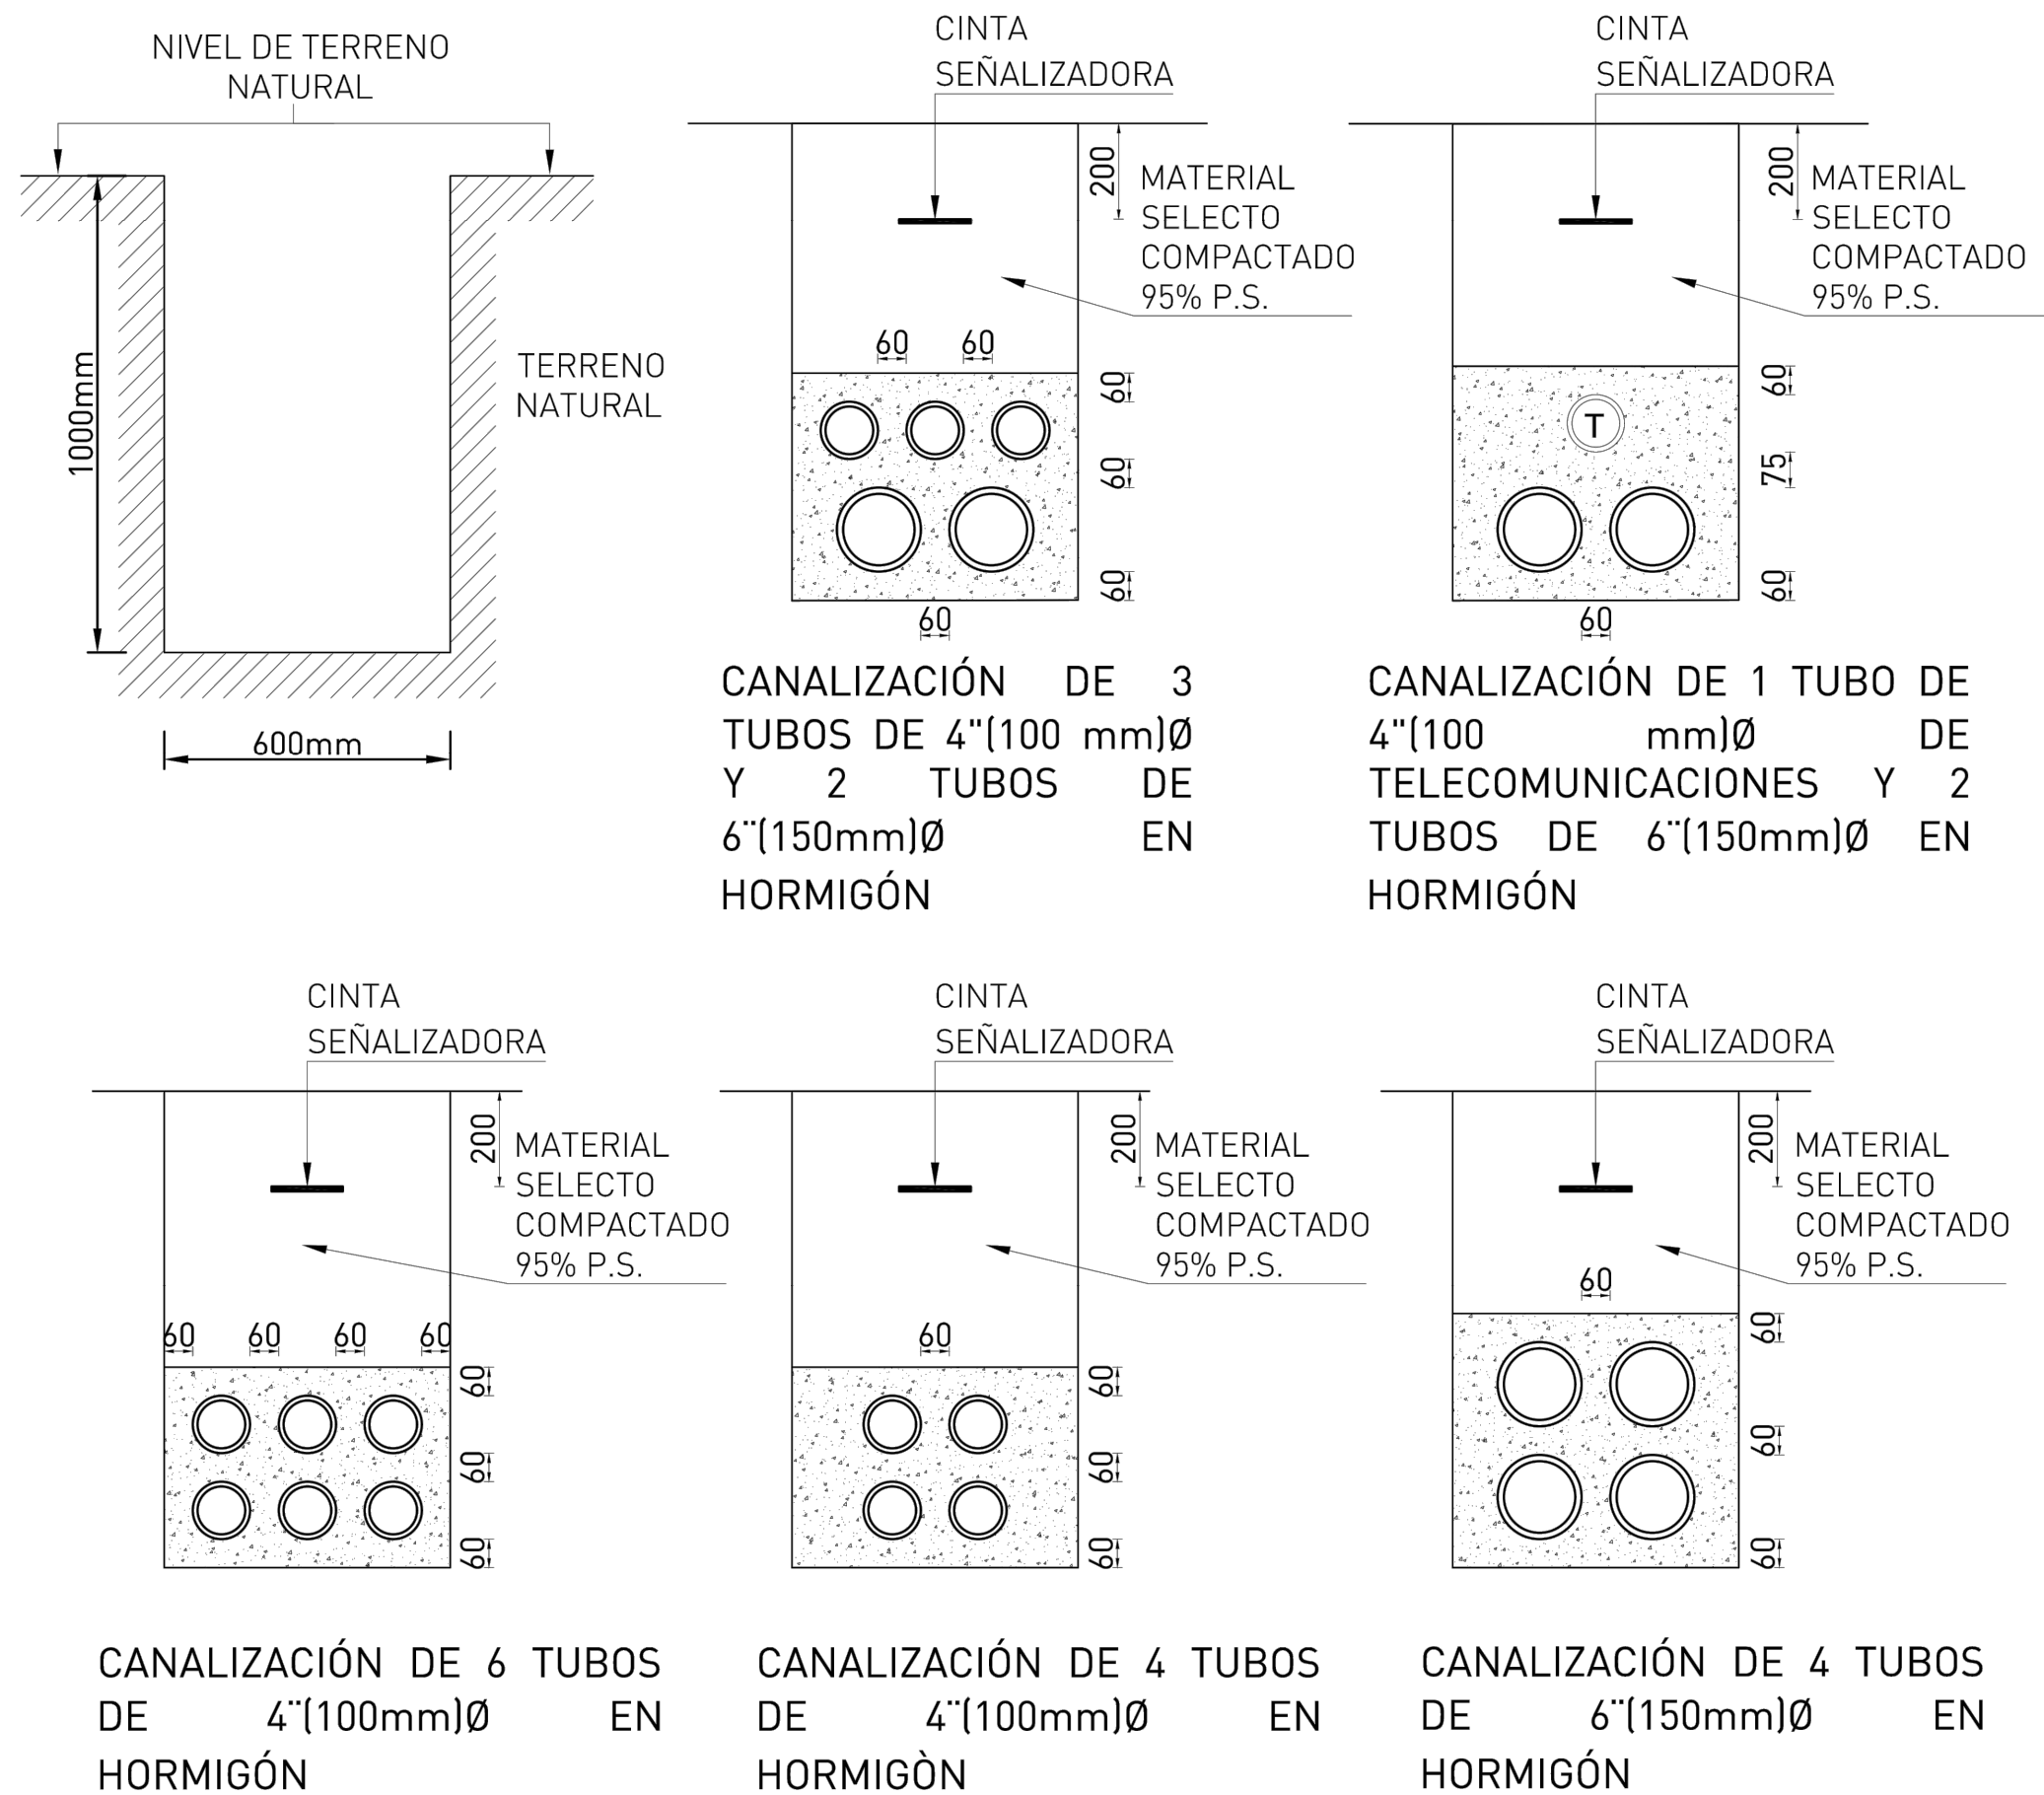 NIVEL DE TERRENO
NATURAL
1000mm
TERRENO
NATURAL
600mm
CINTA
SEÑALIZADORA
200
MATERIAL
SELECTO
COMPACTADO
95% P.S.
60 60
60
60
60
60
CANALIZACIÓN DE 3
TUBOS DE 4"(100 mm)Ø
Y 2 TUBOS DE
6¨(150mm)Ø EN
HORMIGÓN
CINTA
SEÑALIZADORA
200
MATERIAL
SELECTO
COMPACTADO
95% P.S.
60
T
75
60
60
CANALIZACIÓN DE 1 TUBO DE
4"(100 mm)Ø DE
TELECOMUNICACIONES Y 2
TUBOS DE 6¨(150mm)Ø EN
HORMIGÓN
CINTA
SEÑALIZADORA
200
MATERIAL
SELECTO
COMPACTADO
95% P.S.
60 60 60 60
60
60
60
CANALIZACIÓN DE 6 TUBOS
DE 4¨(100mm)Ø EN
HORMIGÓN
CINTA
SEÑALIZADORA
200
MATERIAL
SELECTO
COMPACTADO
95% P.S.
60
60
60
60
CANALIZACIÓN DE 4 TUBOS
DE 4¨(100mm)Ø EN
HORMIGÒN
CINTA
SEÑALIZADORA
200
MATERIAL
SELECTO
COMPACTADO
95% P.S.
60
60
60
60
CANALIZACIÓN DE 4 TUBOS
DE 6¨(150mm)Ø EN
HORMIGÓN